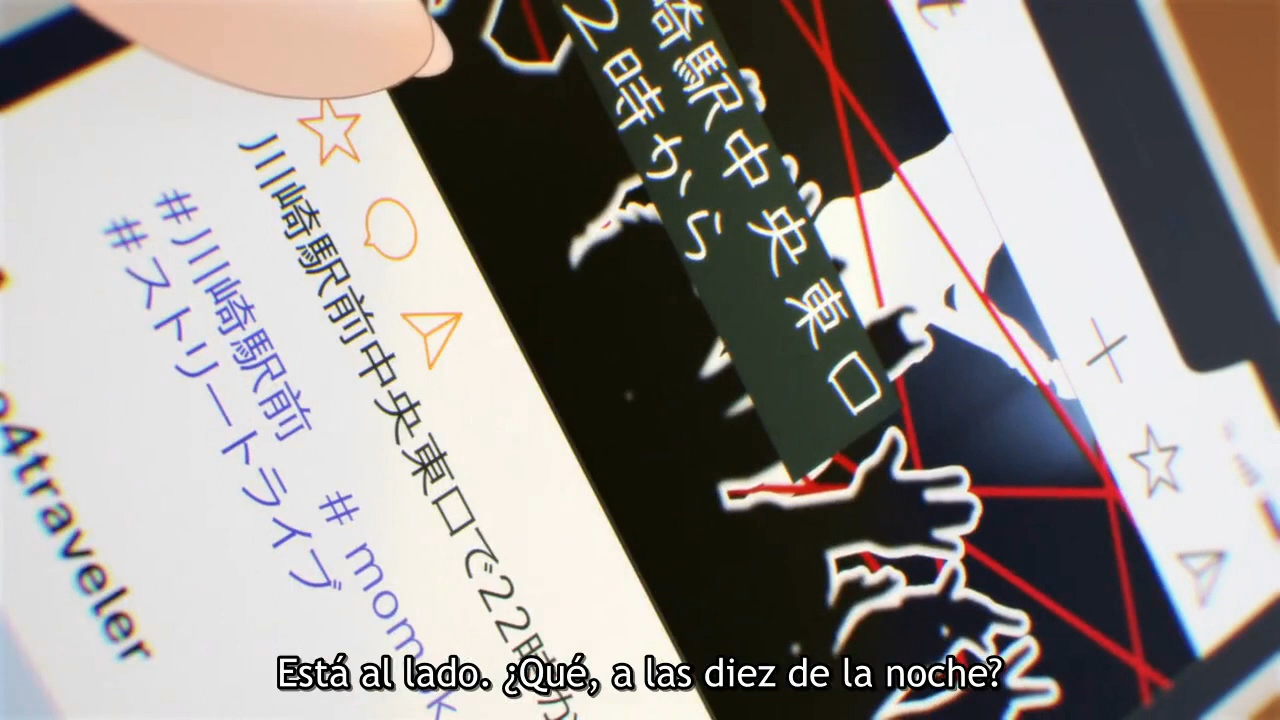 崎駅中央東口
2時から
川崎駅前中央東口で22時か
#川崎駅前 #momok
#ストリートライブ
4traveler
Está al lado. ¿Qué, a las diez de la noche?